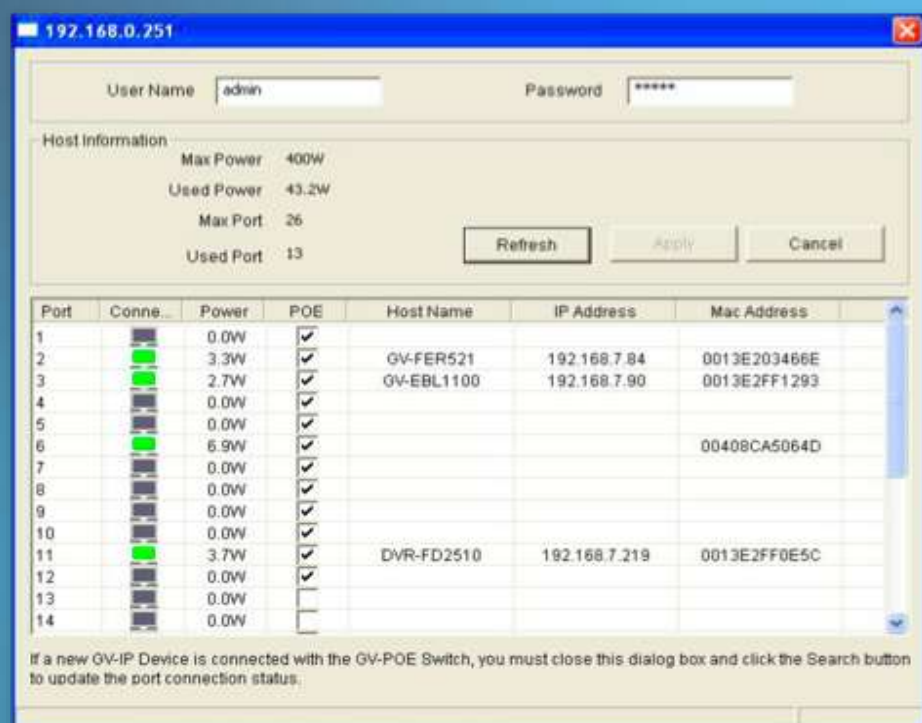 192.168.0.251
User Name admin Password *****
Host Information
Max Power 400W
Used Power 43.2W
Max Port 26
Used Port 13
Refresh Apply Cancel
Port Conne... Power POE Host Name IP Address Mac Address
1 0.0W
2 3.3W GV-FER521 192.168.7.84 0013E203466E
3 2.7W GV-EBL1100 192.168.7.90 0013E2FF1293
4 0.0W
5 0.0W
6 6.9W 00408CA5064D
7 0.0W
8 0.0W
9 0.0W
10 0.0W
11 3.7W DVR-FD2510 192.168.7.219 0013E2FF0E5C
12 0.0W
13 0.0W
14 0.0W
If a new GV-IP Device is connected with the GV-POE Switch, you must close this dialog box and click the Search button
to update the port connection status.